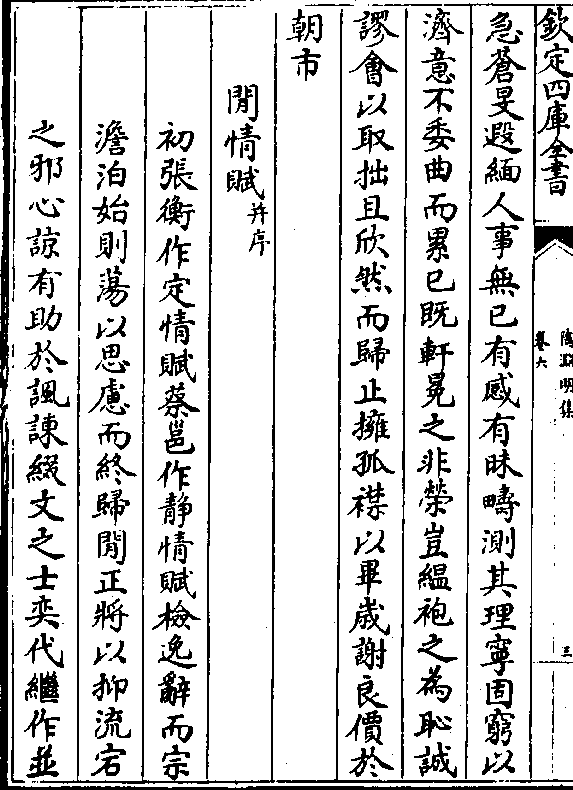 欽定四庫全書
陶淵明集
卷六
三
急蒼旻遐緬人事無已有感有昧疇測其理寧固窮以
濟意不委曲而累已既軒冕之非榮豈緼袍之為恥誠
謬會以取拙且欣然而歸止擁孤襟以畢歳謝良價於
朝市
閒情賦并序
初張衡作定情賦蔡邕作静情賦檢逸辭而宗
澹泊始則蕩以思慮而終歸閒正將以抑流宕
之邪心諒有助於諷諫綴文之士奕代繼作並